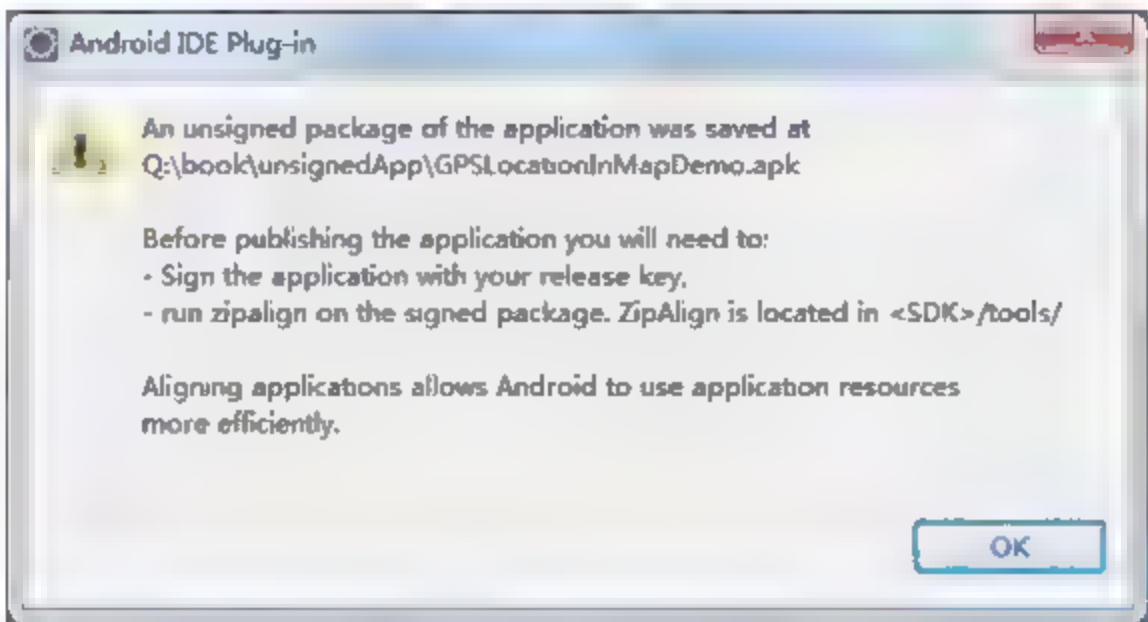 Android IDE Plug-in
An unsigned package of the application was saved at
Q:\book\unsignedApp\GPSLocationInMapDemo.apk
Before publishing the application you will need to:
- Sign the application with your release key,
- run zipalign on the signed package. ZipAlign is located in <SDK>/tools/
Aligning applications allows Android to use application resources
more efficiently.
OK